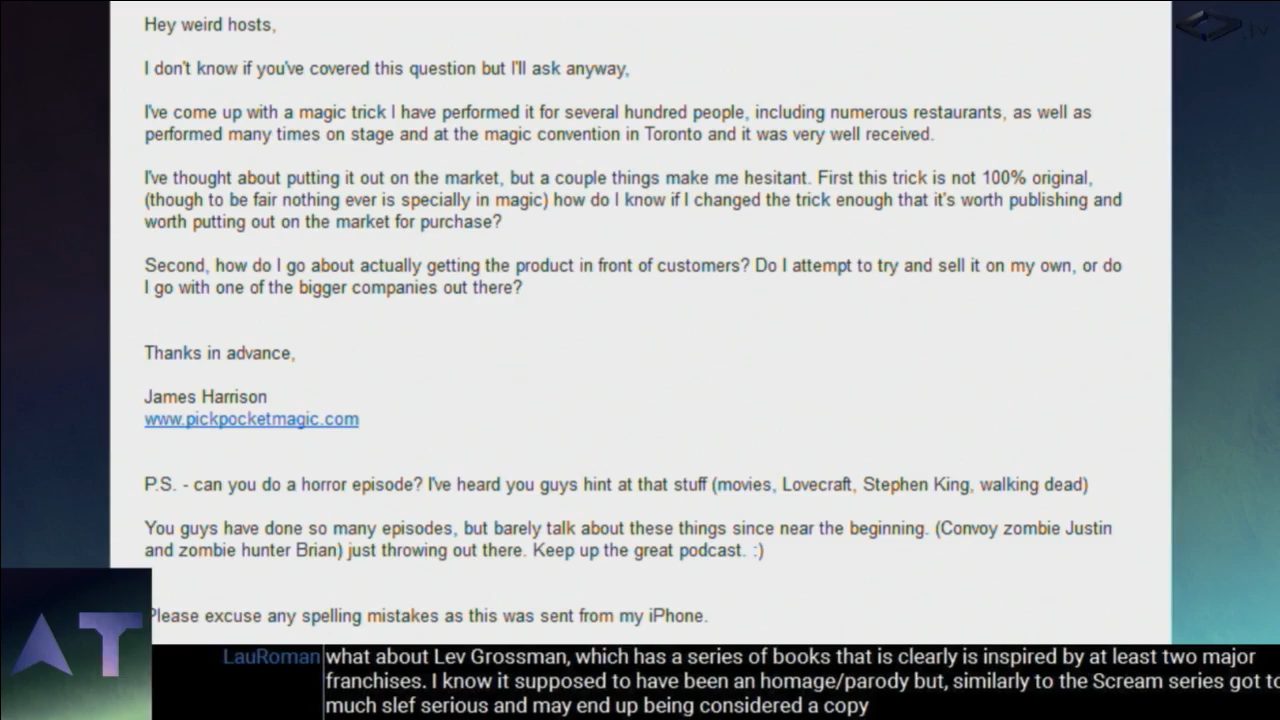 Hey weird hosts,
I don't know if you've covered this question but I'll ask anyway,
I've come up with a magic trick I have performed it for several hundred people, including numerous restaurants, as well as
performed many times on stage and at the magic convention in Toronto and it was very well received.
I've thought about putting it out on the market, but a couple things make me hesitant. First this trick is not 100% original,
(though to be fair nothing ever is specially in magic) how do I know if I changed the trick enough that it's worth publishing and
worth putting out on the market for purchase?
Second, how do I go about actually getting the product in front of customers? Do I attempt to try and sell it on my own, or do
I go with one of the bigger companies out there?
Thanks in advance,
James Harrison
www.pickpocketmagic.com
P.S. - can you do a horror episode? I've heard you guys hint at that stuff (movies, Lovecraft, Stephen King, walking dead)
You guys have done so many episodes, but barely talk about these things since near the beginning. (Convoy zombie Justin
and zombie hunter Brian) just throwing out there. Keep up the great podcast. :)
Please excuse any spelling mistakes as this was sent from my iPhone.
AT
LauRoman what about Lev Grossman, which has a series of books that is clearly is inspired by at least two major
franchises. I know it supposed to have been an homage/parody but, similarly to the Scream series got to
much slef serious and may end up being considered a copy
.tv